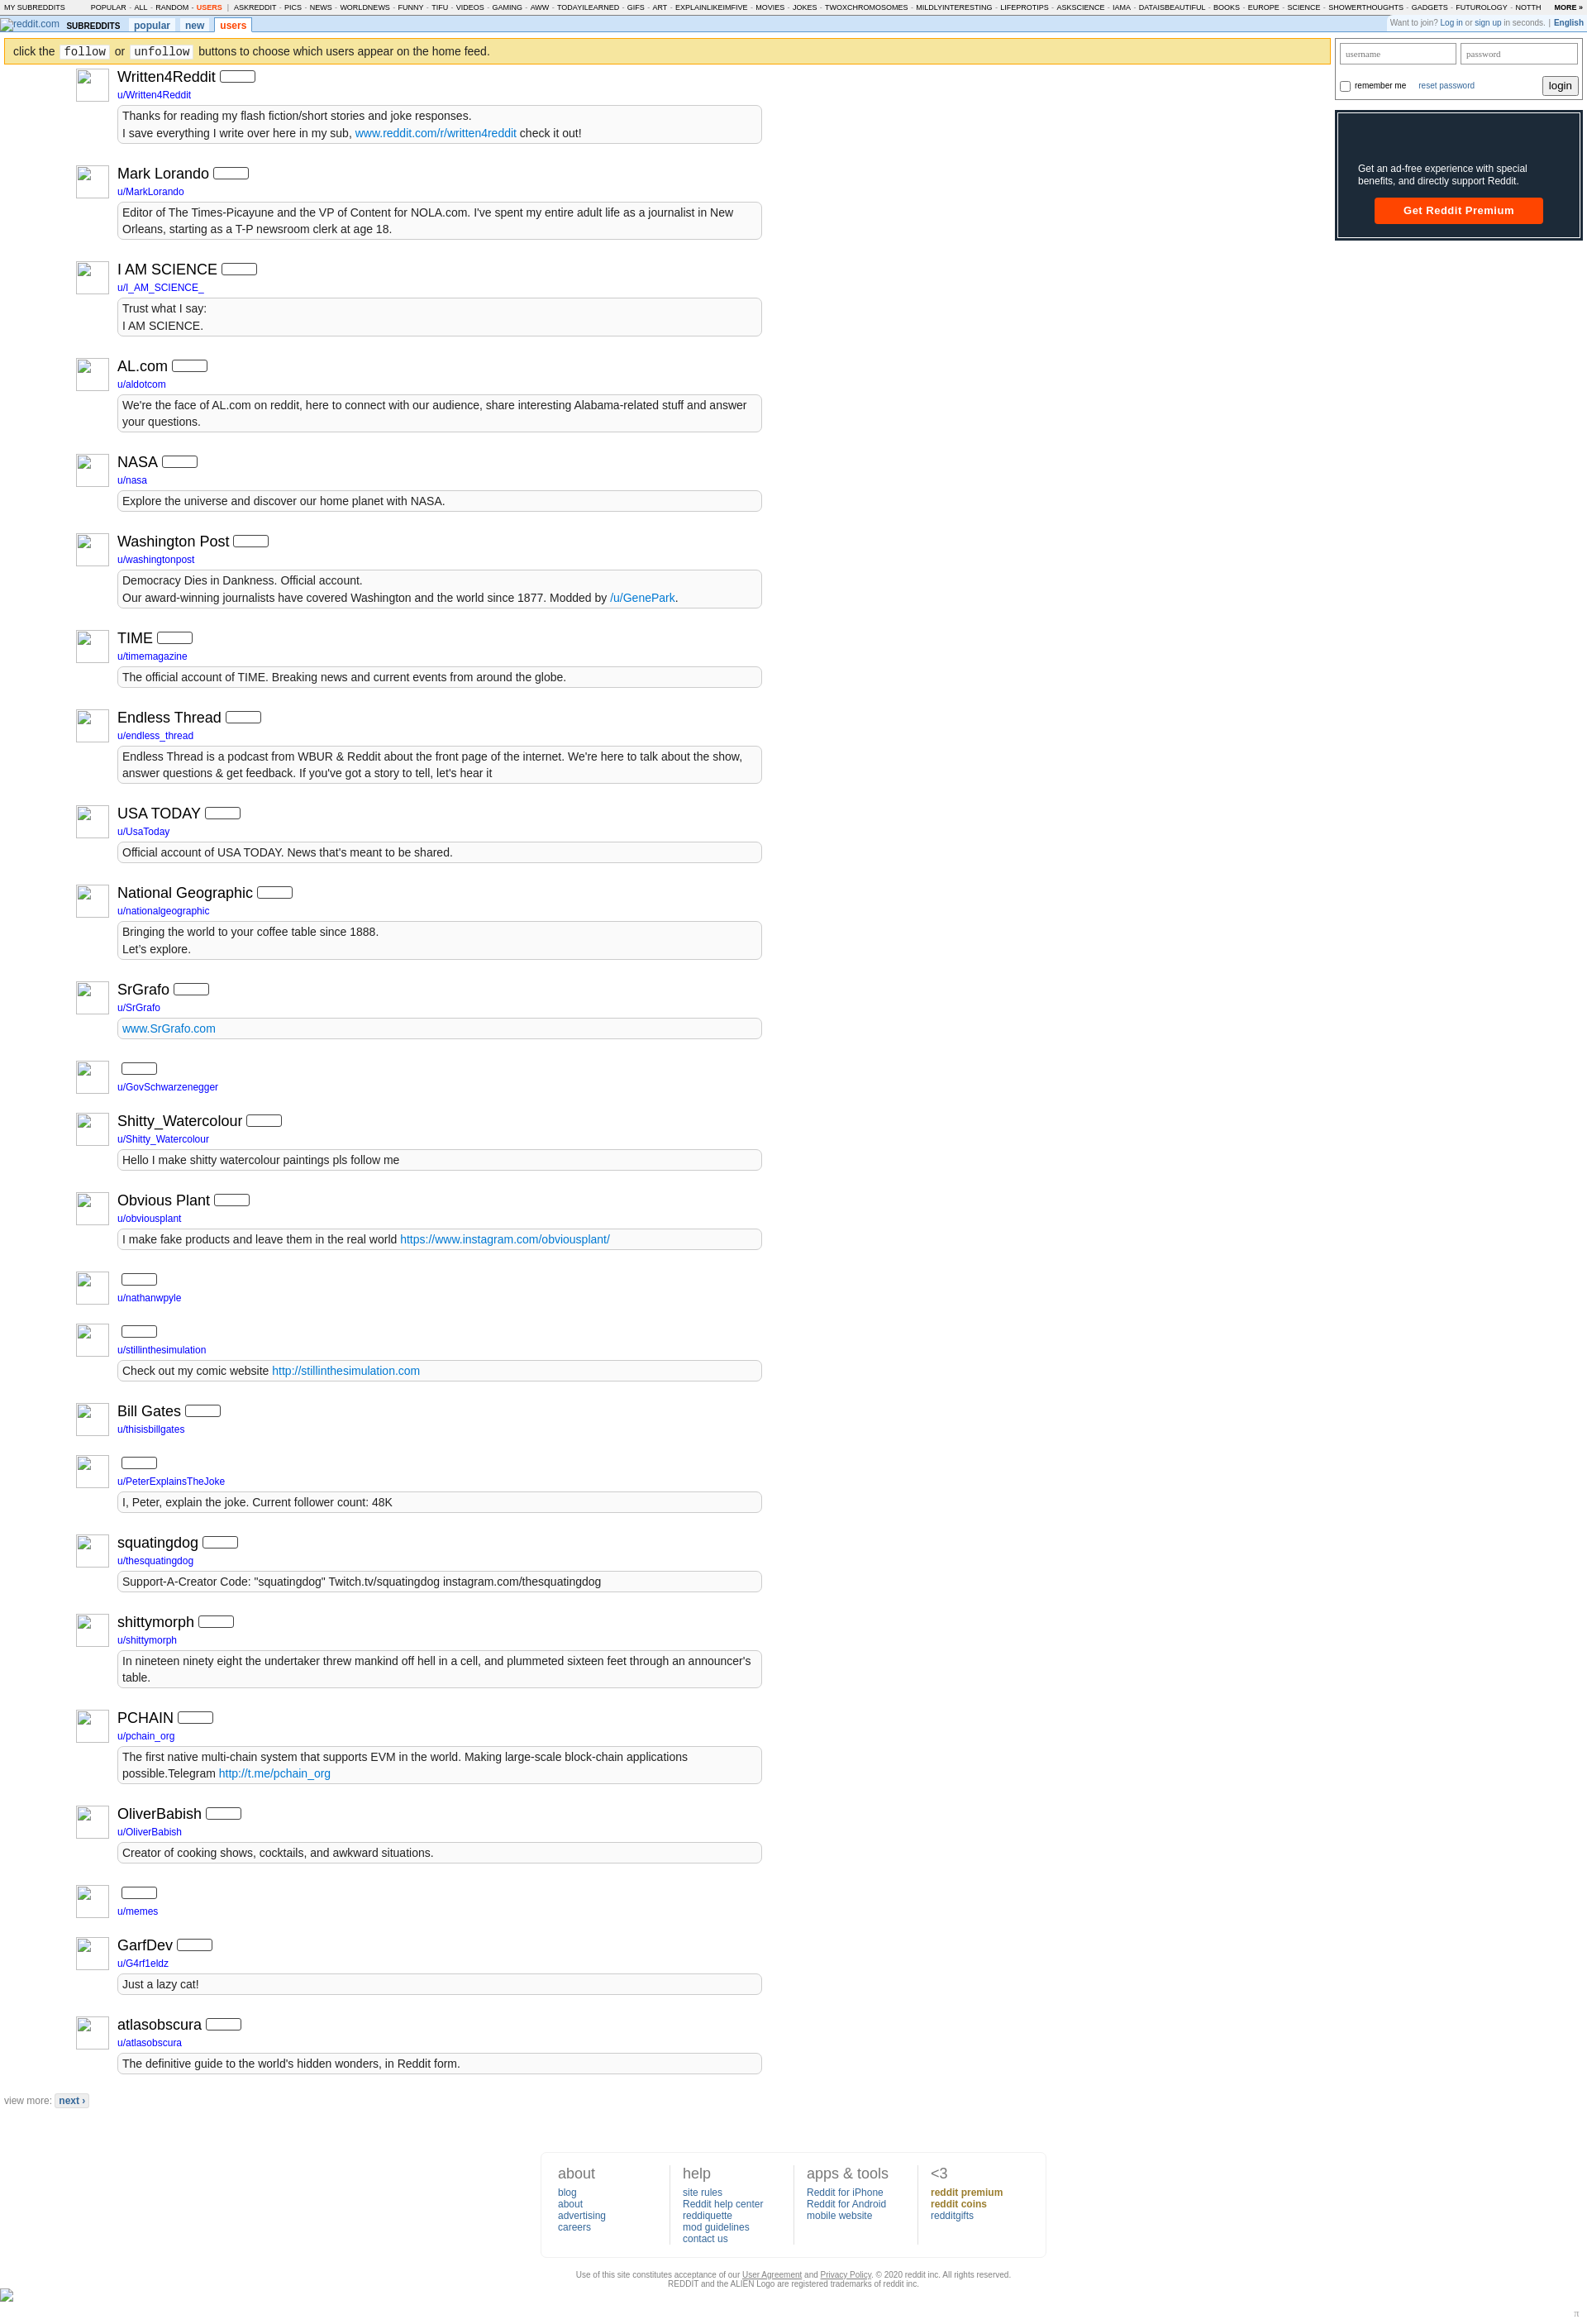 MY SUBREDDITS POPULAR - ALL - RANDOM - USERS | ASKREDDIT - PICS - NEWS - WORLDNEWS - FUNNY - TIFU - VIDEOS - GAMING - AWW - TODAYILEARNED - GIFS - ART - EXPLAINLIKEIMFIVE - MOVIES - JOKES - TWOXCHROMOSOMES - MILDLYINTERESTING - LIFEPROTIPS - ASKSCIENCE - IAMA - DATAISBEAUTIFUL - BOOKS - EUROPE - SCIENCE - SHOWERTHOUGHTS - GADGETS - FUTUROLOGY - NOTTH MORE »
reddit.com SUBREDDITS popular new users Want to join? Log in or sign up in seconds. | English
click the follow or unfollow buttons to choose which users appear on the home feed.
username password
remember me reset password login
Get an ad-free experience with special
benefits, and directly support Reddit.
Get Reddit Premium
Written4Reddit
u/Written4Reddit
Thanks for reading my flash fiction/short stories and joke responses.
I save everything I write over here in my sub, www.reddit.com/r/written4reddit check it out!
Mark Lorando
u/MarkLorando
Editor of The Times-Picayune and the VP of Content for NOLA.com. I've spent my entire adult life as a journalist in New
Orleans, starting as a T-P newsroom clerk at age 18.
I AM SCIENCE
u/I_AM_SCIENCE_
Trust what I say:
I AM SCIENCE.
AL.com
u/aldotcom
We're the face of AL.com on reddit, here to connect with our audience, share interesting Alabama-related stuff and answer
your questions.
NASA
u/nasa
Explore the universe and discover our home planet with NASA.
Washington Post
u/washingtonpost
Democracy Dies in Dankness. Official account.
Our award-winning journalists have covered Washington and the world since 1877. Modded by /u/GenePark.
TIME
u/timemagazine
The official account of TIME. Breaking news and current events from around the globe.
Endless Thread
u/endless_thread
Endless Thread is a podcast from WBUR & Reddit about the front page of the internet. We're here to talk about the show,
answer questions & get feedback. If you've got a story to tell, let's hear it
USA TODAY
u/UsaToday
Official account of USA TODAY. News that's meant to be shared.
National Geographic
u/nationalgeographic
Bringing the world to your coffee table since 1888.
Let's explore.
SrGrafo
u/SrGrafo
www.SrGrafo.com
u/GovSchwarzenegger
Shitty_Watercolour
u/Shitty_Watercolour
Hello I make shitty watercolour paintings pls follow me
Obvious Plant
u/obviousplant
I make fake products and leave them in the real world https://www.instagram.com/obviousplant/
u/nathanwpyle
u/stillinthesimulation
Check out my comic website http://stillinthesimulation.com
Bill Gates
u/thisisbillgates
u/PeterExplainsTheJoke
I, Peter, explain the joke. Current follower count: 48K
squatingdog
u/thesquatingdog
Support-A-Creator Code: "squatingdog" Twitch.tv/squatingdog instagram.com/thesquatingdog
shittymorph
u/shittymorph
In nineteen ninety eight the undertaker threw mankind off hell in a cell, and plummeted sixteen feet through an announcer's
table.
PCHAIN
u/pchain_org
The first native multi-chain system that supports EVM in the world. Making large-scale block-chain applications
possible.Telegram http://t.me/pchain_org
OliverBabish
u/OliverBabish
Creator of cooking shows, cocktails, and awkward situations.
u/memes
GarfDev
u/G4rf1eldz
Just a lazy cat!
atlasobscura
u/atlasobscura
The definitive guide to the world's hidden wonders, in Reddit form.
view more: next ›
about
blog
about
advertising
careers
help
site rules
Reddit help center
reddiquette
mod guidelines
contact us
apps & tools
Reddit for iPhone
Reddit for Android
mobile website
<3
reddit premium
reddit coins
redditgifts
Use of this site constitutes acceptance of our User Agreement and Privacy Policy. © 2020 reddit inc. All rights reserved.
REDDIT and the ALIEN Logo are registered trademarks of reddit inc.
π